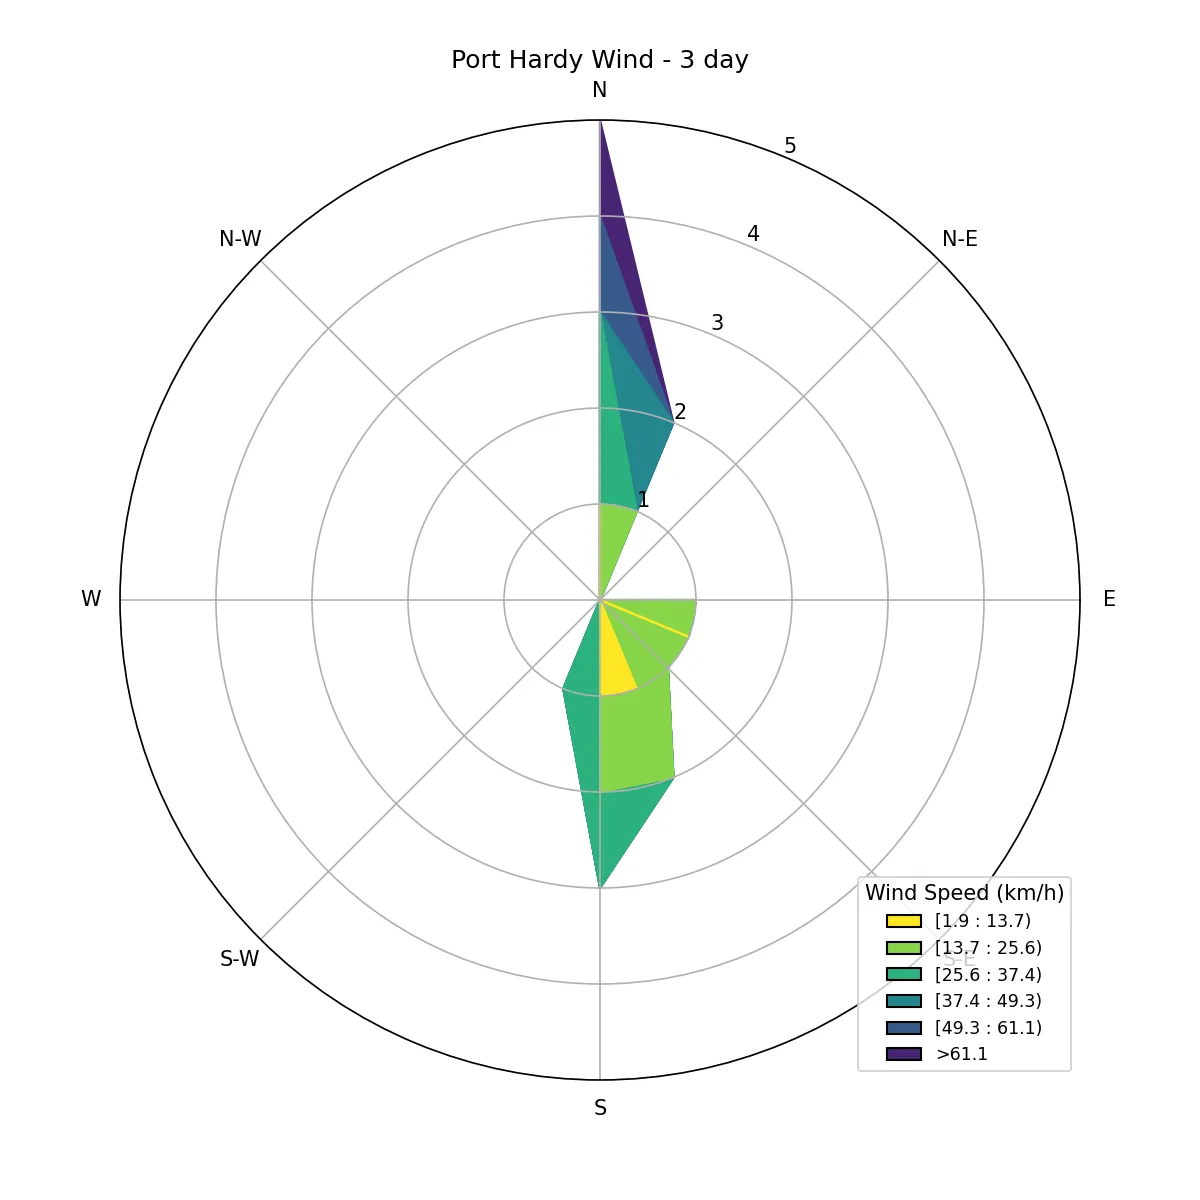 Port Hardy Wind - 3 day
N
5
N-W
N-E
4
3
2
1
W
E
S-W
S-E
S
Wind Speed (km/h)
[1.9 : 13.7)
[13.7 : 25.6)
[25.6 : 37.4)
[37.4 : 49.3)
[49.3 : 61.1)
>61.1